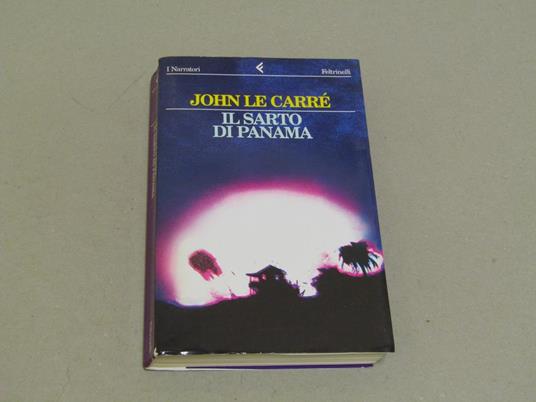 I Narratori Feltrinelli
JOHN LE CARRÉ
IL SARTO
DI PANAMA